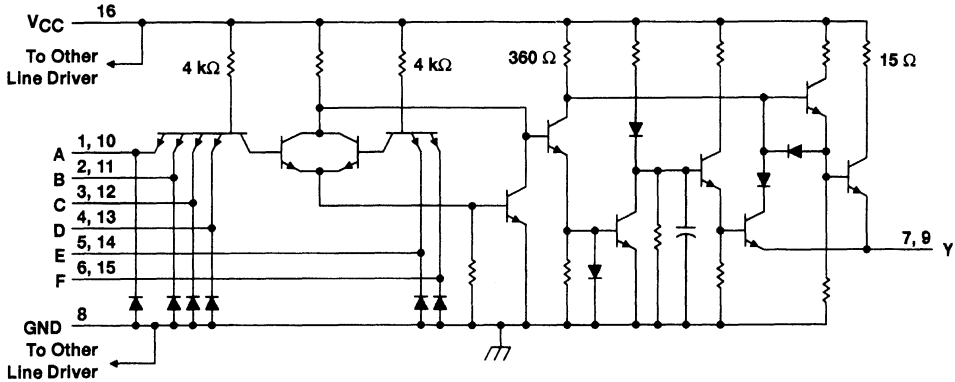 VCC 16
To Other
Line Driver
4 kΩ
4 kΩ
360 Ω
15 Ω
A 1, 10
B 2, 11
C 3, 12
D 4, 13
E 5, 14
F 6, 15
7, 9 Y
GND 8
To Other
Line Driver